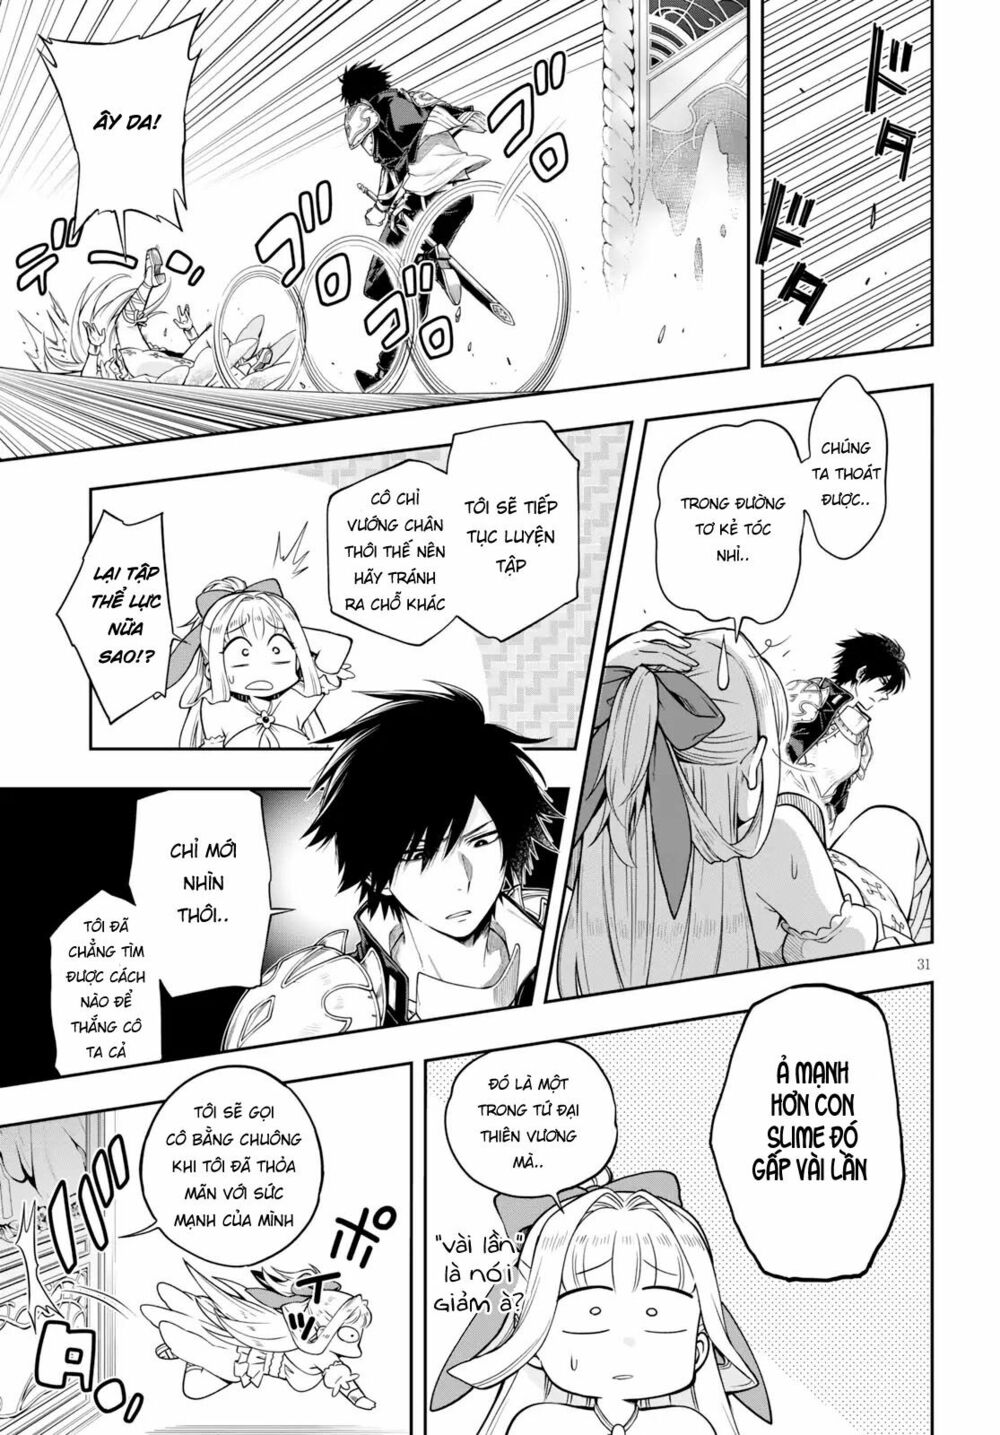 ドタ
ドタ
ゴロ
ゴロ
デーン
ÂY DA!
CHÚNG
TA THOÁT
ĐƯỢC..
TRONG ĐƯỜNG
TƠ KẺ TÓC
NHỈ..
TÔI SẼ TIẾP
TỤC LUYỆN
TẬP
CÔ CHỈ
VƯỚNG CHÂN
THÔI THẾ NÊN
HÃY TRÁNH
RA CHỖ KHÁC
LẠI TẬP
THỂ LỰC
NỮA
SAO!?
CHỈ MỚI
NHÌN
THÔI..
TÔI ĐÃ
CHẲNG TÌM
ĐƯỢC CÁCH
NÀO ĐỂ
THẮNG CÔ
TA CẢ
31
Ả MẠNH
HƠN CON
SLIME ĐÓ
GẤP VÀI LẦN
ĐÓ LÀ MỘT
TRONG TỨ ĐẠI
THIÊN VƯƠNG
MÀ..
"vài lần"
là nói
giảm à?
TÔI SẼ GỌI
CÔ BẰNG CHUÔNG
KHI TÔI ĐÃ THỎA
MÃN VỚI SỨC
MẠNH CỦA MÌNH
ポイ